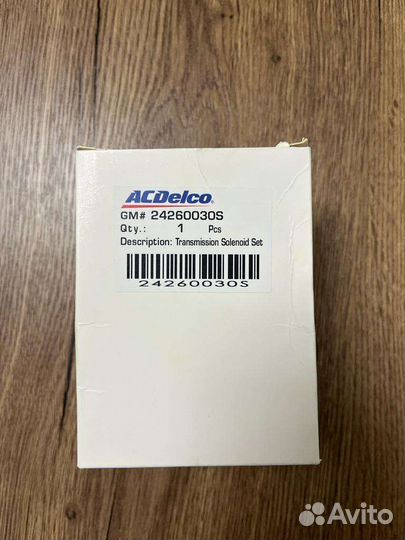 ACDelco
GM# 24260030S
Qty.: 1 Pcs
Description: Transmission Solenoid Set
24260030S
Avito